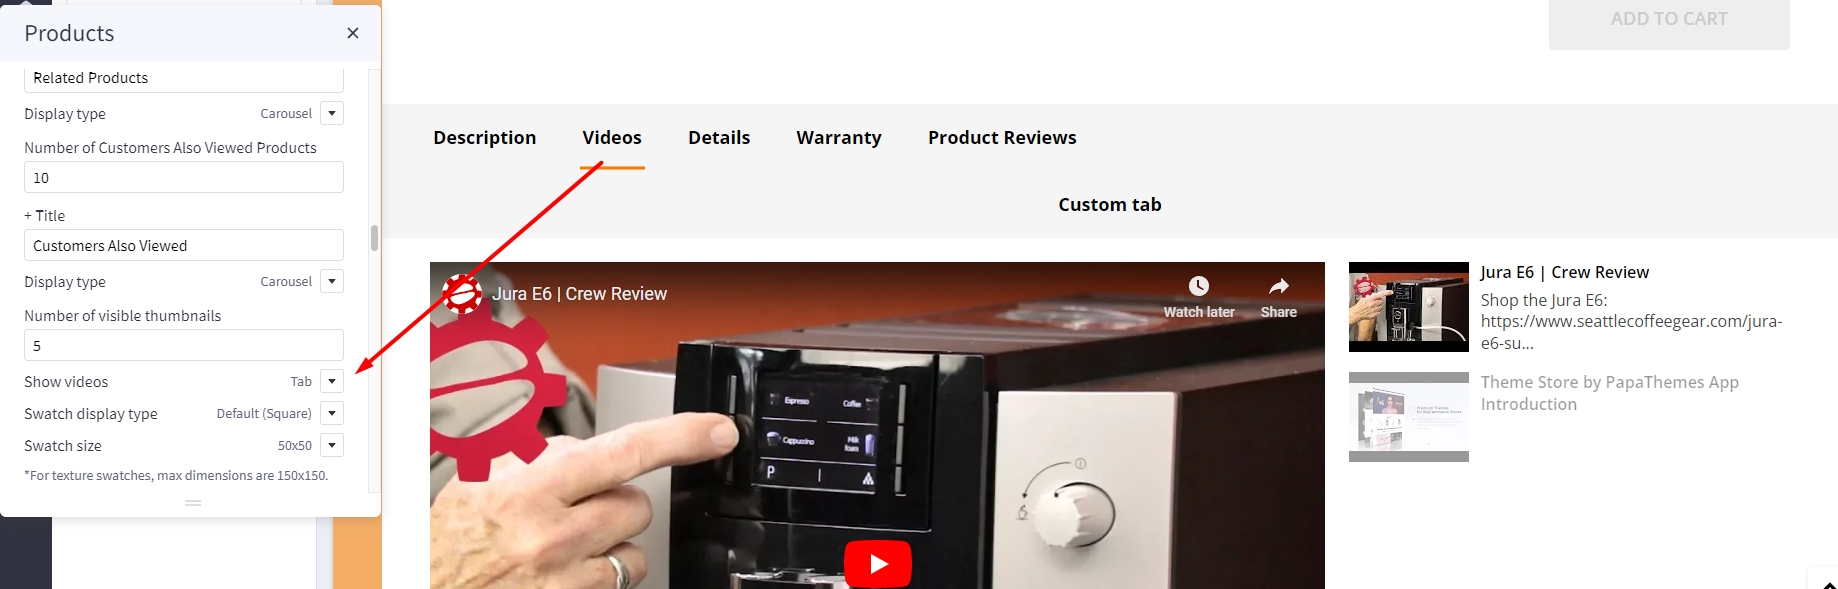 Products
Related Products
Display type Carousel
Number of Customers Also Viewed Products
10
+ Title
Customers Also Viewed
Display type Carousel
Number of visible thumbnails
5
Show videos Tab
Swatch display type Default (Square)
Swatch size 50x50
*For texture swatches, max dimensions are 150x150.
ADD TO CART
Description Videos Details Warranty Product Reviews
Custom tab
Jura E6 | Crew Review
Watch later Share
Espresso Coffee
Cappuccino Milk foam
P
Jura E6 | Crew Review
Shop the Jura E6:
https://www.seattlecoffeegear.com/jura-
e6-su...
Theme Store by PapaThemes App
Introduction